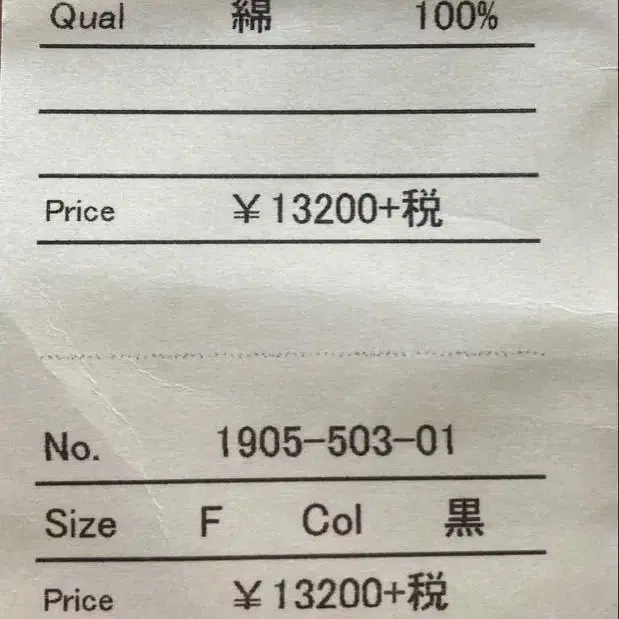 Qual 綿 100%
Price ¥13200+税
No. 1905-503-01
Size F Col 黒
Price ¥13200+税